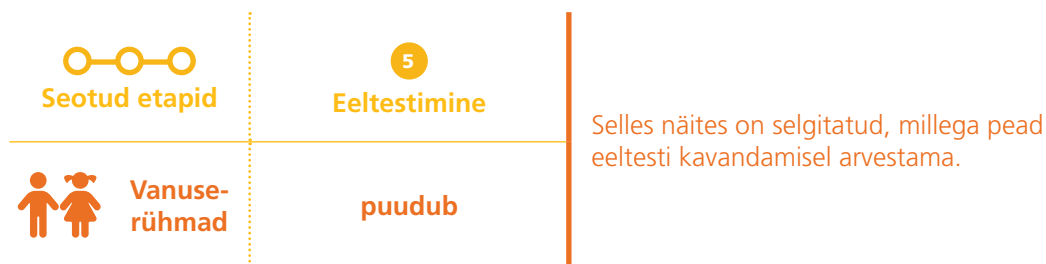 Seotud etapid
5
Eeltestimine
Vanuse-
rühmad
puudub
Selles näites on selgitatud, millega pead
eeltesti kavandamisel arvestama.